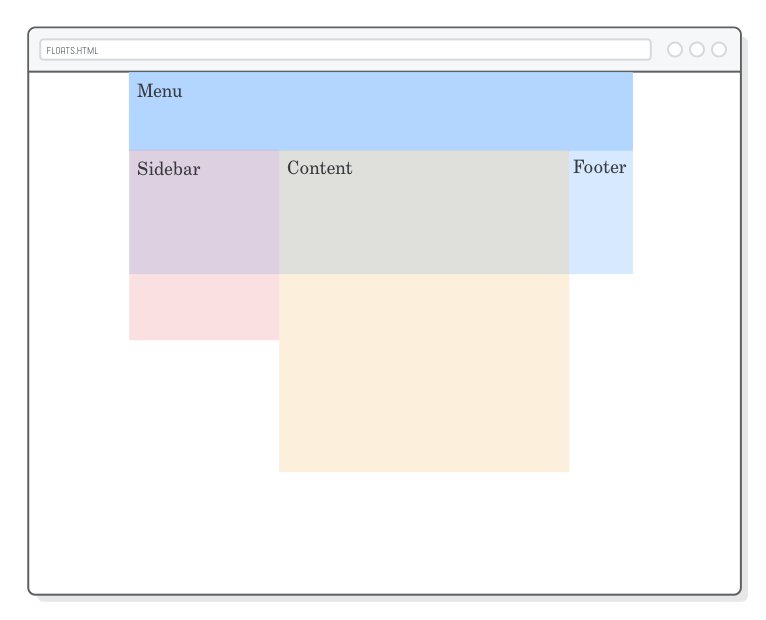 FLOATS.HTML
Menu
Sidebar
Content
Footer